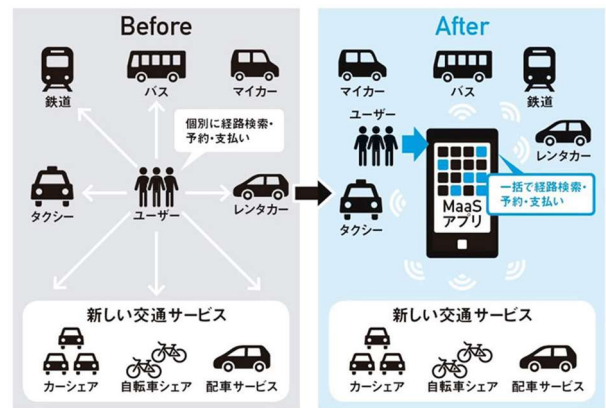 Before
鉄道
バス
マイカー
個別に経路検索・
予約・支払い
タクシー
ユーザー
レンタカー
新しい交通サービス
カーシェア
自転車シェア
配車サービス
After
マイカー
バス
鉄道
ユーザー
レンタカー
MaaS
アプリ
一括で経路検索・
予約・支払い
タクシー
新しい交通サービス
カーシェア
自転車シェア
配車サービス